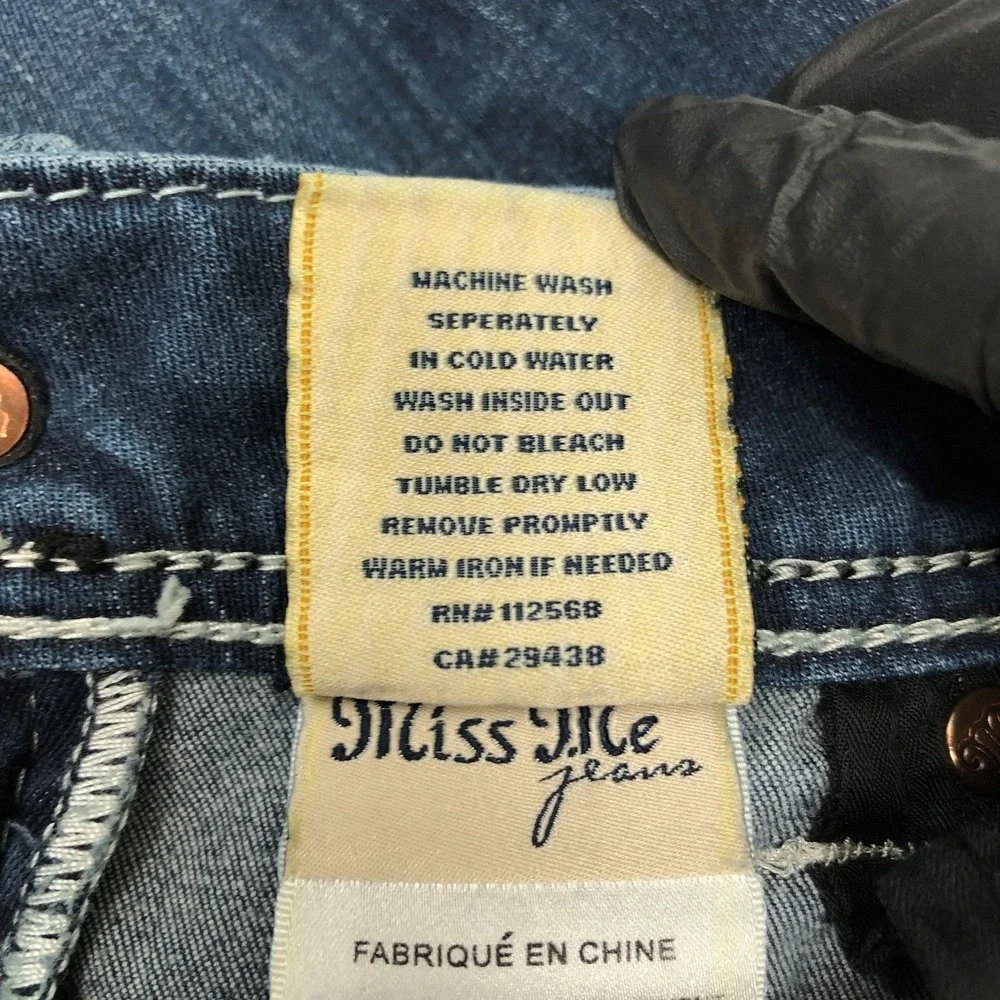 MACHINE WASH
SEPERATELY
IN COLD WATER
WASH INSIDE OUT
DO NOT BLEACH
TUMBLE DRY LOW
REMOVE PROMPTLY
WARM IRON IF NEEDED
RN# 112568
CA# 29438
Miss Me
jeans
FABRIQUÉ EN CHINE